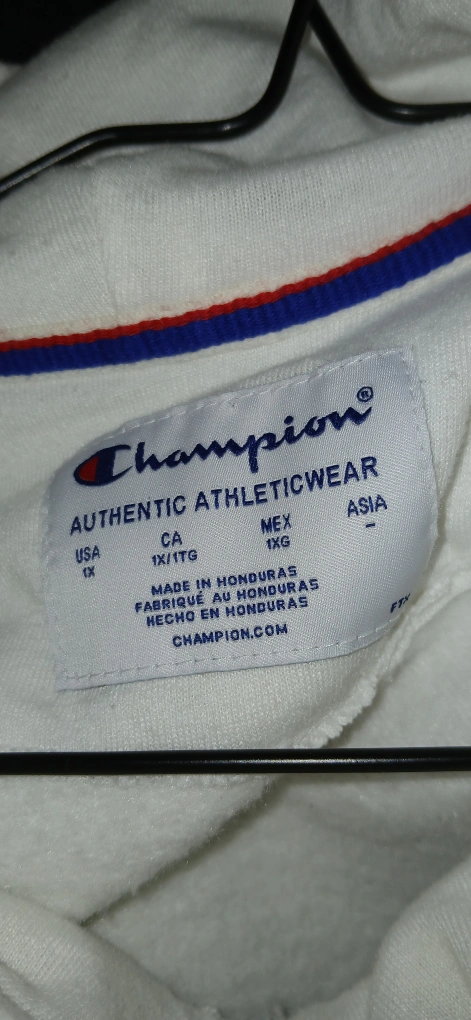 Champion®
AUTHENTIC ATHLETICWEAR
USA CA MEX ASIA
1X 1X/1TG 1XG –
MADE IN HONDURAS
FABRIQUÉ AU HONDURAS
HECHO EN HONDURAS
CHAMPION.COM